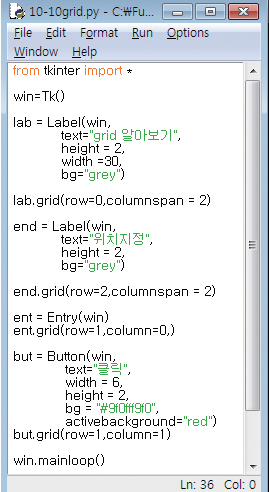 10-10grid.py - C:₩Fu...
File Edit Format Run Options
Window Help
from tkinter import *
win=Tk()
lab = Label(win,
text="grid 알아보기",
height = 2,
width =30,
bg="grey")
lab.grid(row=0,columnspan = 2)
end = Label(win,
text="위치지정",
height = 2,
bg="grey")
end.grid(row=2,columnspan = 2)
ent = Entry(win)
ent.grid(row=1,column=0,)
but = Button(win,
text="클릭",
width = 6,
height = 2,
bg = "#9f0fff9f0",
activebackground="red")
but.grid(row=1,column=1)
win.mainloop()
Ln: 36 Col: 0